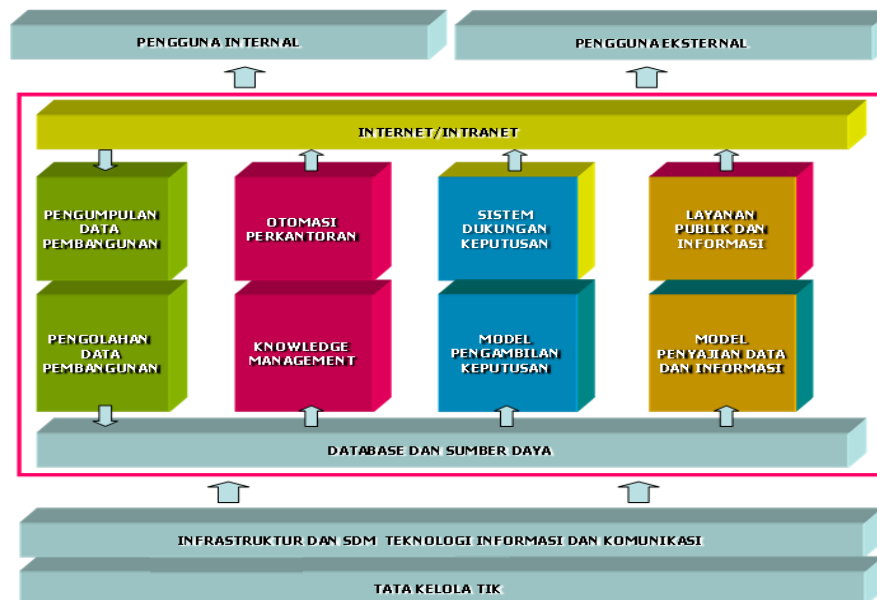 PENGGUNA INTERNAL
PENGGUNA EKSTERNAL
INTERNET/INTRANET
PENGUMPULAN
DATA
PEMBANGUNAN
OTOMASI
PERKANTORAN
SISTEM
DUKUNGAN
KEPUTUSAN
LAYANAN
PUBLIK DAN
INFORMASI
PENGOLAHAN
DATA
PEMBANGUNAN
KNOWLEDGE
MANAGEMENT
MODEL
PENGAMBILAN
KEPUTUSAN
MODEL
PENYAJIAN DATA
DAN INFORMASI
DATABASE DAN SUMBER DAYA
INFRASTRUKTUR DAN SDM TEKNOLOGI INFORMASI DAN KOMUNIKASI
TATA KELOLA TIK